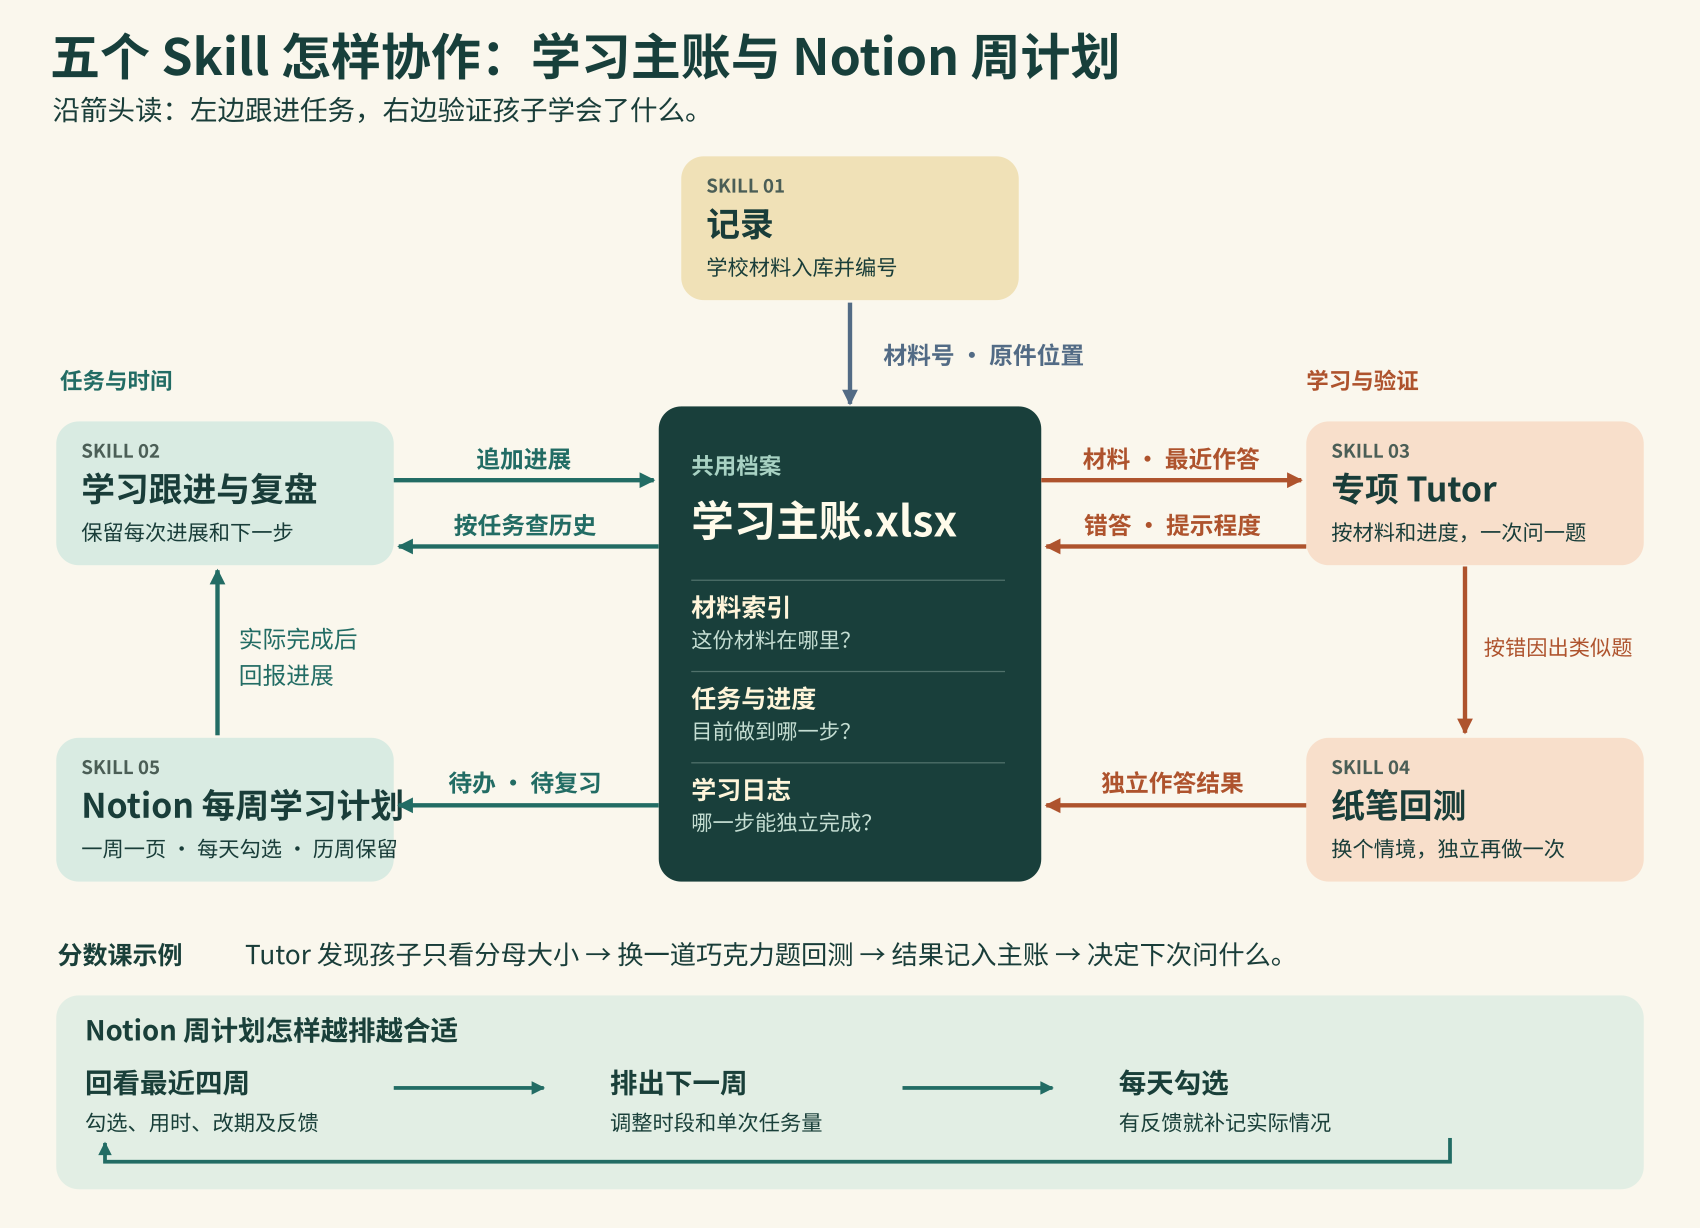 五个 Skill 怎样协作：学习主账与 Notion 周计划
沿箭头读：左边跟进任务，右边验证孩子学会了什么。
SKILL 01
记录
学校材料入库并编号
材料号 · 原件位置
任务与时间
学习与验证
SKILL 02
学习跟进与复盘
保留每次进展和下一步
追加进展
按任务查历史
共用档案
学习主账.xlsx
材料索引
这份材料在哪里？
任务与进度
目前做到哪一步？
学习日志
哪一步能独立完成？
材料 · 最近作答
错答 · 提示程度
SKILL 03
专项 Tutor
按材料和进度，一次问一题
实际完成后
回报进展
按错因出类似题
SKILL 05
Notion 每周学习计划
一周一页 · 每天勾选 · 历周保留
待办 · 待复习
独立作答结果
SKILL 04
纸笔回测
换个情境，独立再做一次
分数课示例 Tutor 发现孩子只看分母大小 → 换一道巧克力题回测 → 结果记入主账 → 决定下次问什么。
Notion 周计划怎样越排越合适
回看最近四周
勾选、用时、改期及反馈
排出下一周
调整时段和单次任务量
每天勾选
有反馈就补记实际情况